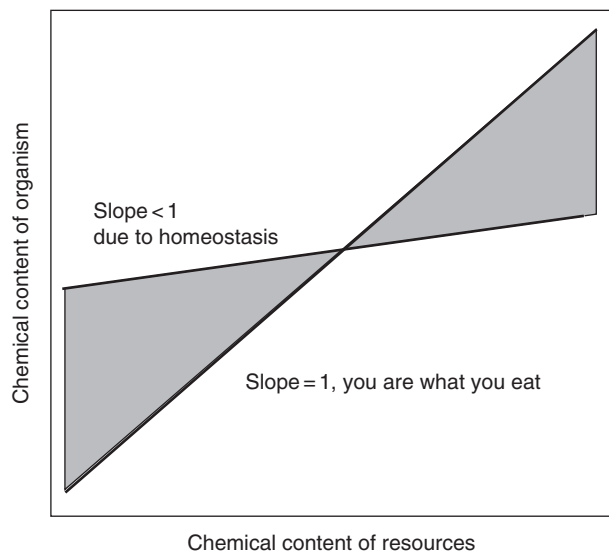 Chemical content of organism
Slope < 1
due to homeostasis
Slope = 1, you are what you eat
Chemical content of resources